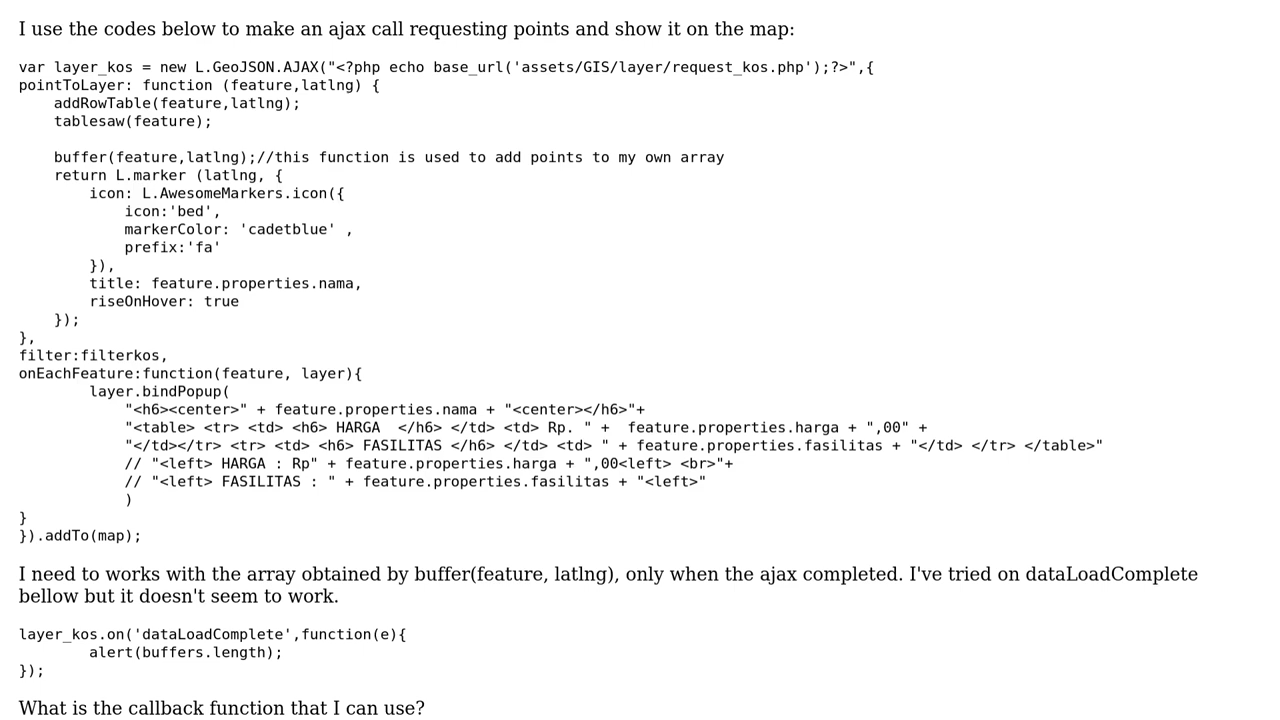 I use the codes below to make an ajax call requesting points and show it on the map:
var layer_kos = new L.GeoJSON.AJAX("<?php echo base_url('assets/GIS/layer/request_kos.php');?>",{
pointToLayer: function (feature,latlng) {
    addRowTable(feature,latlng);
    tablesaw(feature);

    buffer(feature,latlng);//this function is used to add points to my own array
    return L.marker (latlng, {
        icon: L.AwesomeMarkers.icon({
            icon:'bed',
            markerColor: 'cadetblue' ,
            prefix:'fa'
        }),
        title: feature.properties.nama,
        riseOnHover: true
    });
},
filter:filterkos,
onEachFeature:function(feature, layer){
        layer.bindPopup(
            "<h6><center>" + feature.properties.nama + "<center></h6>"+
            "<table> <tr> <td> <h6> HARGA  </h6> </td> <td> Rp. " +  feature.properties.harga + ",00" +
            "</td></tr> <tr> <td> <h6> FASILITAS </h6> </td> <td> " + feature.properties.fasilitas + "</td> </tr> </table>"
            // "<left> HARGA : Rp" + feature.properties.harga + ",00<left> <br>"+
            // "<left> FASILITAS : " + feature.properties.fasilitas + "<left>"
            )
}
}).addTo(map);
I need to works with the array obtained by buffer(feature, latlng), only when the ajax completed. I've tried on dataLoadComplete
bellow but it doesn't seem to work.
layer_kos.on('dataLoadComplete',function(e){
        alert(buffers.length);
});
What is the callback function that I can use?